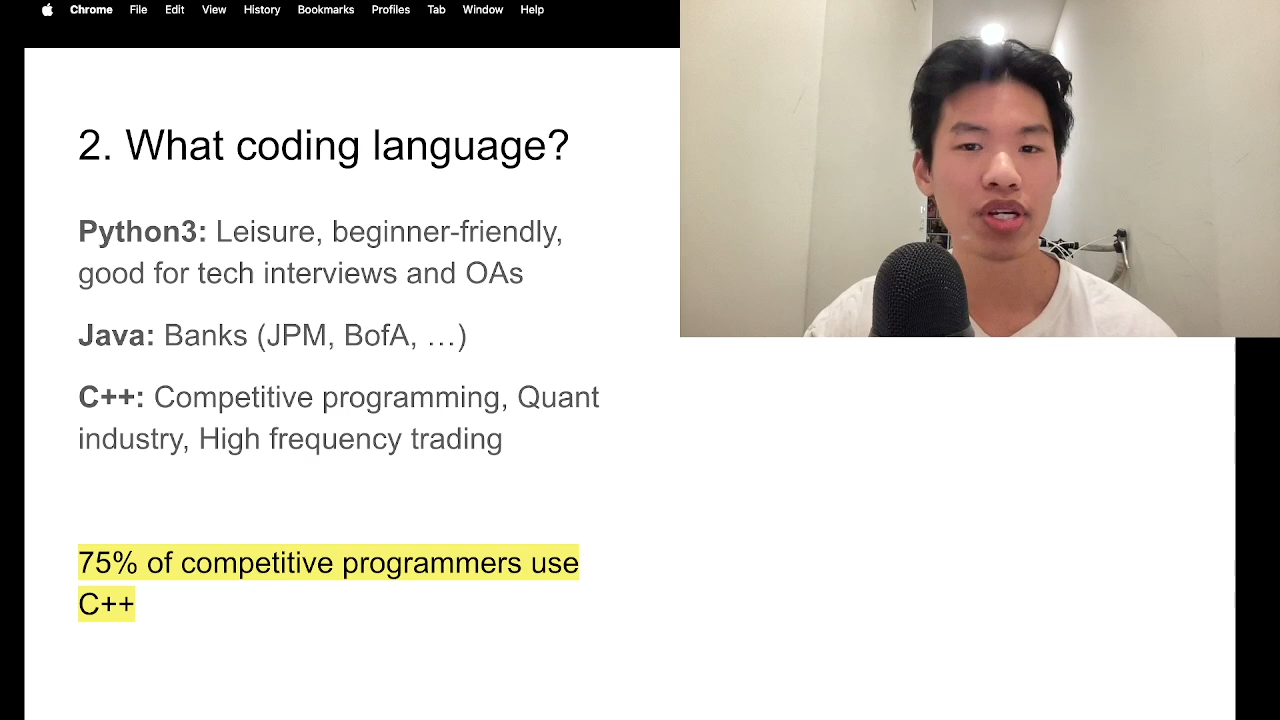 Chrome File Edit View History Bookmarks Profiles Tab Window Help
2. What coding language?
Python3: Leisure, beginner-friendly,
good for tech interviews and OAs
Java: Banks (JPM, BofA, …)
C++: Competitive programming, Quant
industry, High frequency trading
75% of competitive programmers use
C++